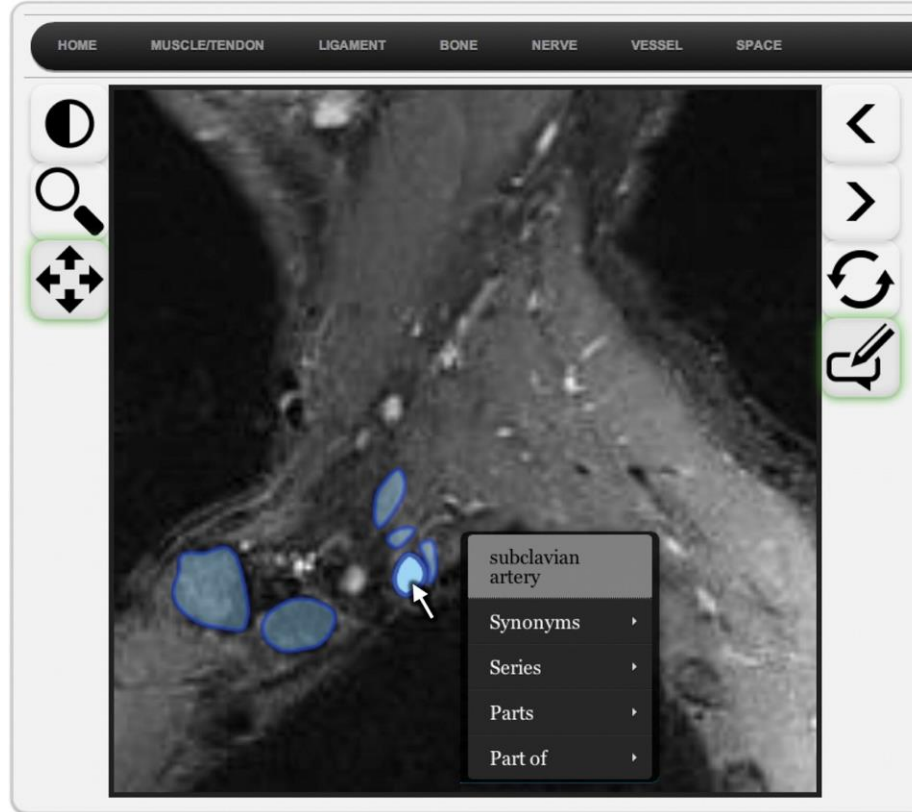 HOME MUSCLE/TENDON LIGAMENT BONE NERVE VESSEL SPACE
subclavian
artery
Synonyms
Series
Parts
Part of